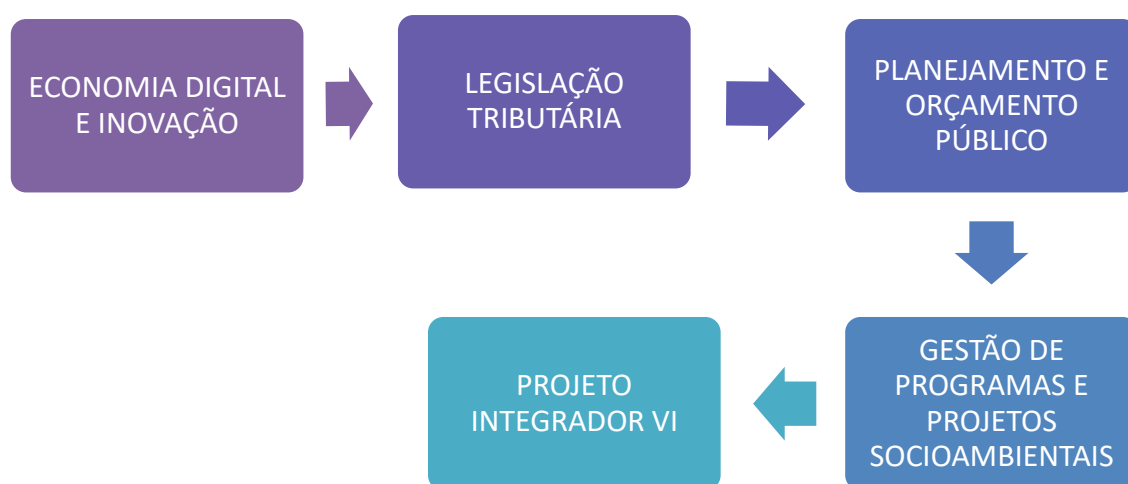 ECONOMIA DIGITAL
E INOVAÇÃO
LEGISLAÇÃO
TRIBUTÁRIA
PLANEJAMENTO E
ORÇAMENTO
PÚBLICO
GESTÃO DE
PROGRAMAS E
PROJETOS
SOCIOAMBIENTAIS
PROJETO
INTEGRADOR VI